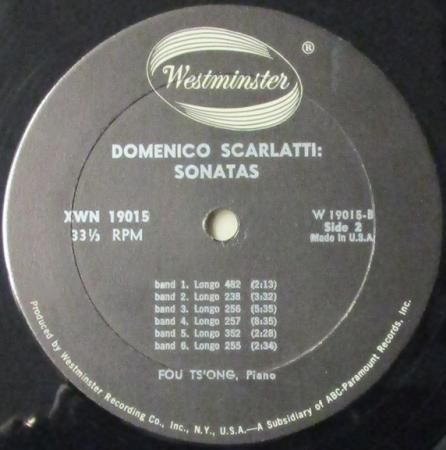 Westminster ®
DOMENICO SCARLATTI:
SONATAS
XWN 19015
33⅓ RPM
W 19015-B
Side 2
Made in U.S.A.
band 1. Longo 482 (2:13)
band 2. Longo 238 (3:32)
band 3. Longo 256 (5:35)
band 4. Longo 257 (8:35)
band 5. Longo 352 (2:28)
band 6. Longo 255 (2:34)
FOU TS'ONG, Piano
Produced by Westminster Recording Co., Inc., N.Y., U.S.A.—A Subsidiary of ABC-Paramount Records, Inc.